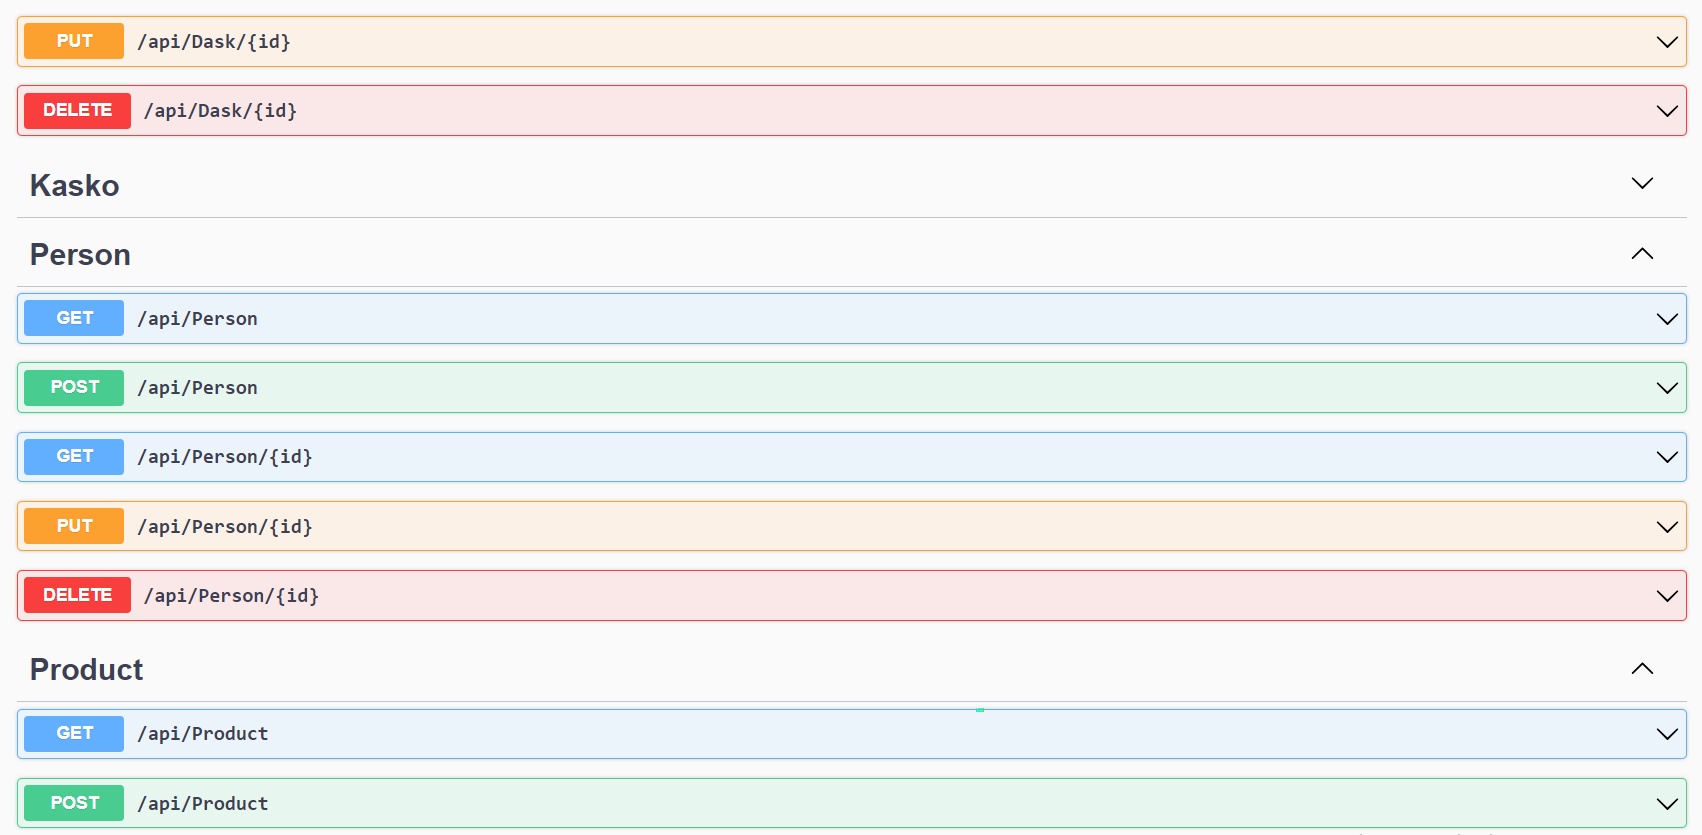 PUT /api/Dask/{id}
DELETE /api/Dask/{id}
Kasko
Person
GET /api/Person
POST /api/Person
GET /api/Person/{id}
PUT /api/Person/{id}
DELETE /api/Person/{id}
Product
GET /api/Product
POST /api/Product